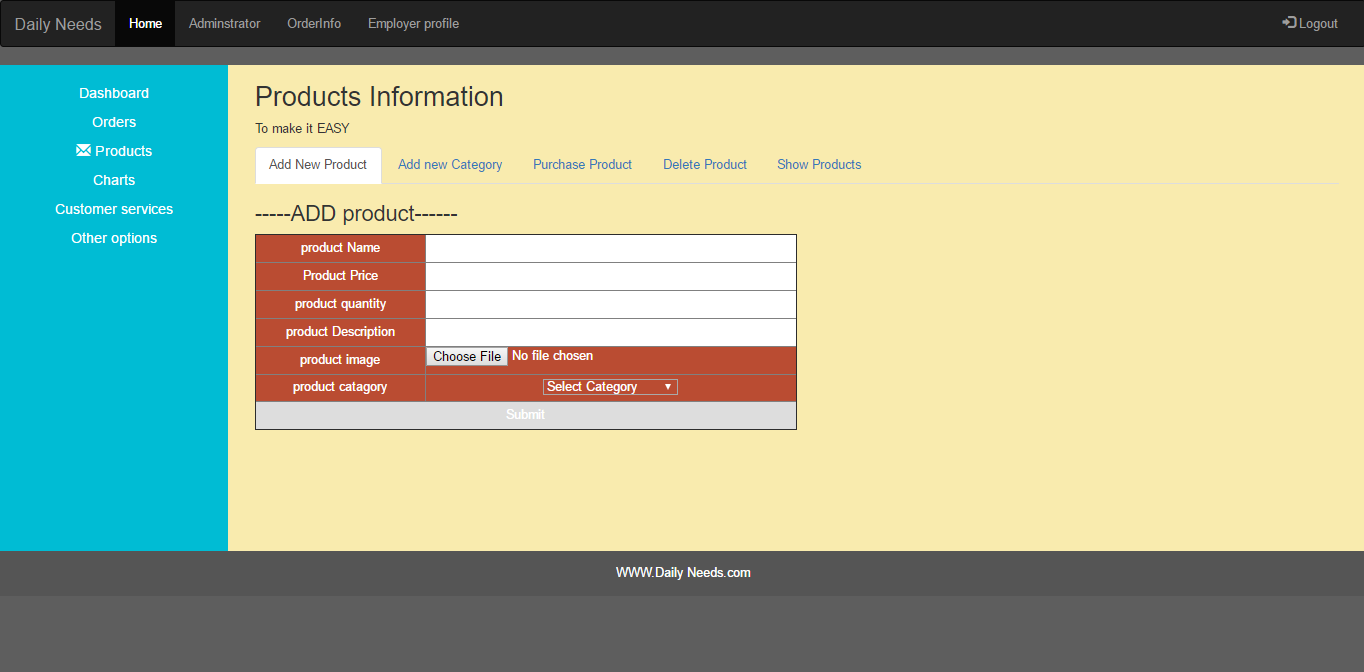 Daily Needs Home Adminstrator OrderInfo Employer profile Logout
Dashboard
Orders
Products
Charts
Customer services
Other options
Products Information
To make it EASY
Add New Product Add new Category Purchase Product Delete Product Show Products
-----ADD product------
product Name
Product Price
product quantity
product Description
product image Choose File No file chosen
product catagory Select Category
Submit
WWW.Daily Needs.com